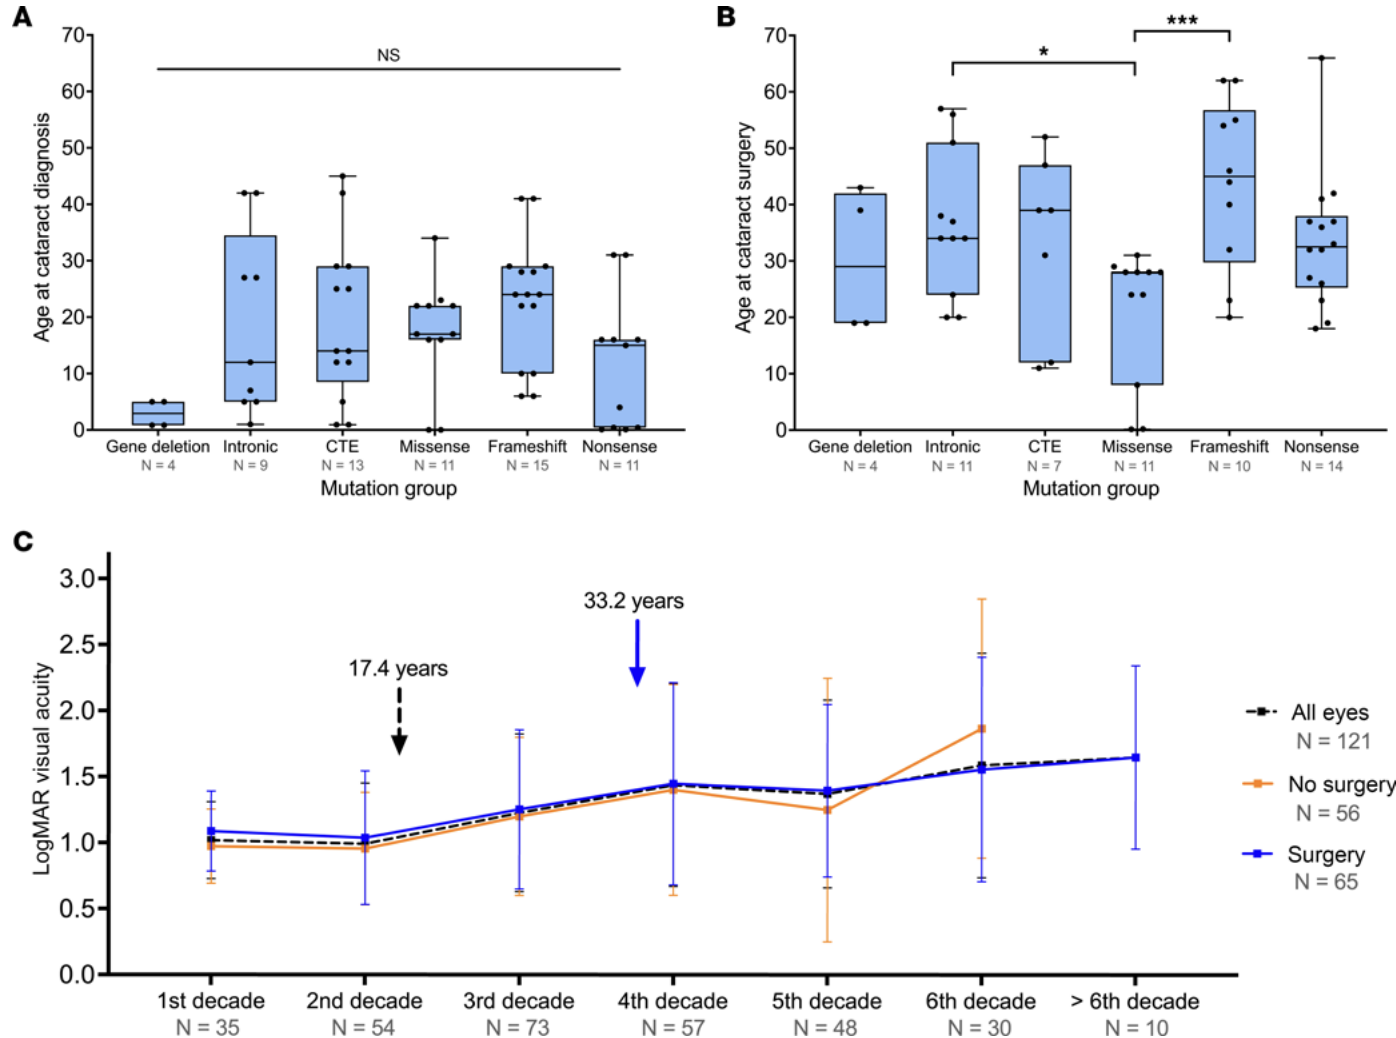 A
70
60
50
40
30
20
10
0
Age at cataract diagnosis
NS
Gene deletion Intronic CTE Missense Frameshift Nonsense
N = 4 N = 9 N = 13 N = 11 N = 15 N = 11
Mutation group
B
70
60
50
40
30
20
10
0
Age at cataract surgery
*
***
Gene deletion Intronic CTE Missense Frameshift Nonsense
N = 4 N = 11 N = 7 N = 11 N = 10 N = 14
Mutation group
C
3.0
2.5
2.0
1.5
1.0
0.5
0.0
LogMAR visual acuity
17.4 years
33.2 years
All eyes
N = 121
No surgery
N = 56
Surgery
N = 65
1st decade 2nd decade 3rd decade 4th decade 5th decade 6th decade > 6th decade
N = 35 N = 54 N = 73 N = 57 N = 48 N = 30 N = 10